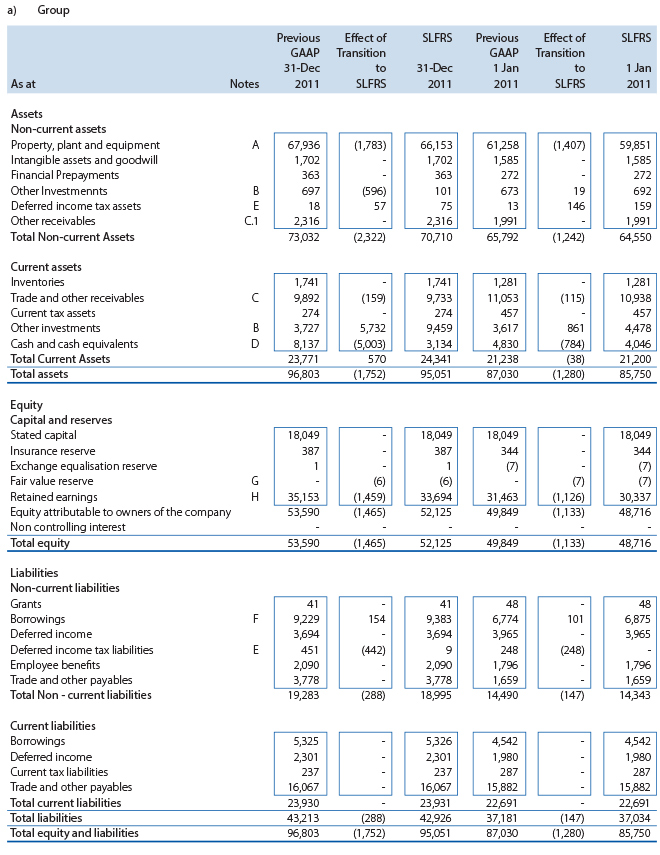 a) Group
Previous Effect of SLFRS Previous Effect of SLFRS
GAAP Transition GAAP Transition
31-Dec to 31-Dec 1 Jan to 1 Jan
As at Notes 2011 SLFRS 2011 2011 SLFRS 2011
Assets
Non-current assets
Property, plant and equipment A 67,936 (1,783) 66,153 61,258 (1,407) 59,851
Intangible assets and goodwill 1,702 - 1,702 1,585 - 1,585
Financial Prepayments 363 - 363 272 - 272
Other Investmennts B 697 (596) 101 673 19 692
Deferred income tax assets E 18 57 75 13 146 159
Other receivables C.1 2,316 - 2,316 1,991 - 1,991
Total Non-current Assets 73,032 (2,322) 70,710 65,792 (1,242) 64,550
Current assets
Inventories 1,741 - 1,741 1,281 - 1,281
Trade and other receivables C 9,892 (159) 9,733 11,053 (115) 10,938
Current tax assets 274 - 274 457 - 457
Other investments B 3,727 5,732 9,459 3,617 861 4,478
Cash and cash equivalents D 8,137 (5,003) 3,134 4,830 (784) 4,046
Total Current Assets 23,771 570 24,341 21,238 (38) 21,200
Total assets 96,803 (1,752) 95,051 87,030 (1,280) 85,750
Equity
Capital and reserves
Stated capital 18,049 - 18,049 18,049 - 18,049
Insurance reserve 387 - 387 344 - 344
Exchange equalisation reserve 1 - 1 (7) - (7)
Fair value reserve G - (6) (6) - (7) (7)
Retained earnings H 35,153 (1,459) 33,694 31,463 (1,126) 30,337
Equity attributable to owners of the company 53,590 (1,465) 52,125 49,849 (1,133) 48,716
Non controlling interest - - - - - -
Total equity 53,590 (1,465) 52,125 49,849 (1,133) 48,716
Liabilities
Non-current liabilities
Grants 41 - 41 48 - 48
Borrowings F 9,229 154 9,383 6,774 101 6,875
Deferred income 3,694 - 3,694 3,965 - 3,965
Deferred income tax liabilities E 451 (442) 9 248 (248) -
Employee benefits 2,090 - 2,090 1,796 - 1,796
Trade and other payables 3,778 - 3,778 1,659 - 1,659
Total Non - current liabilities 19,283 (288) 18,995 14,490 (147) 14,343
Current liabilities
Borrowings 5,325 - 5,326 4,542 - 4,542
Deferred income 2,301 - 2,301 1,980 - 1,980
Current tax liabilities 237 - 237 287 - 287
Trade and other payables 16,067 - 16,067 15,882 - 15,882
Total current liabilities 23,930 - 23,931 22,691 - 22,691
Total liabilities 43,213 (288) 42,926 37,181 (147) 37,034
Total equity and liabilities 96,803 (1,752) 95,051 87,030 (1,280) 85,750